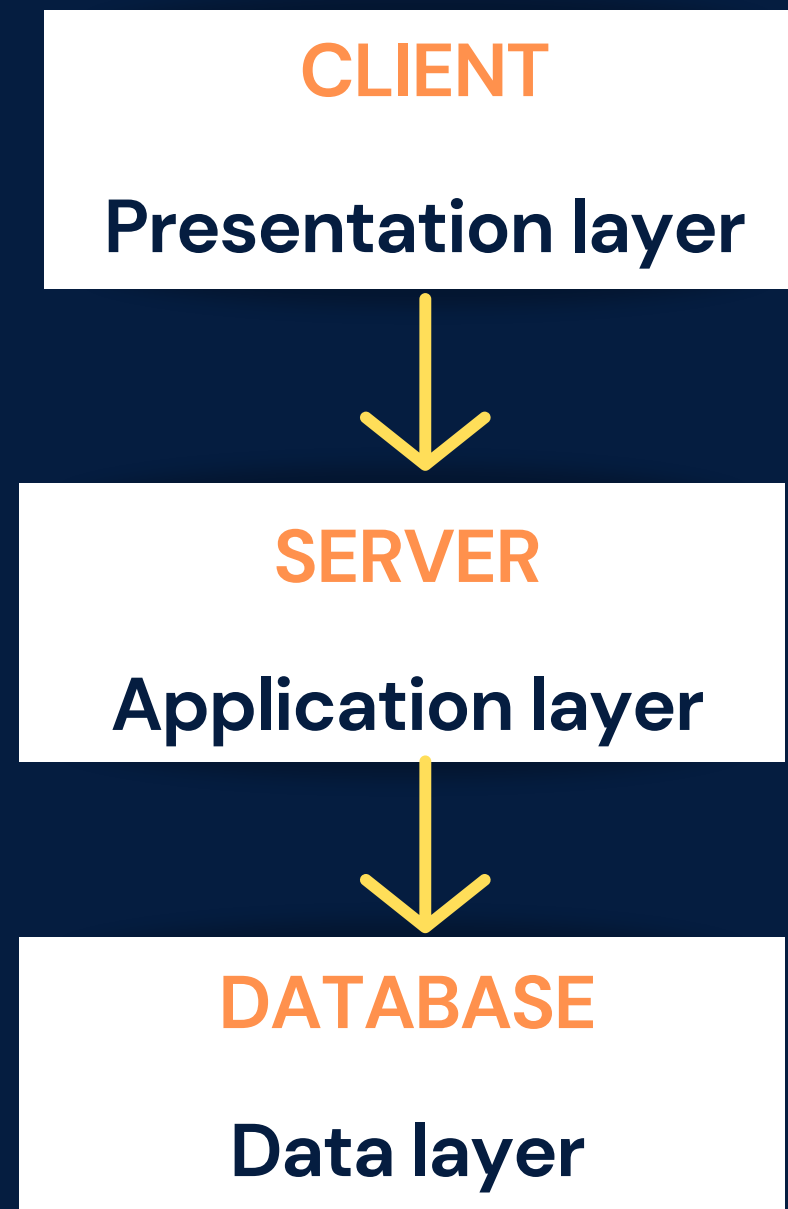 CLIENT
Presentation layer
SERVER
Application layer
DATABASE
Data layer